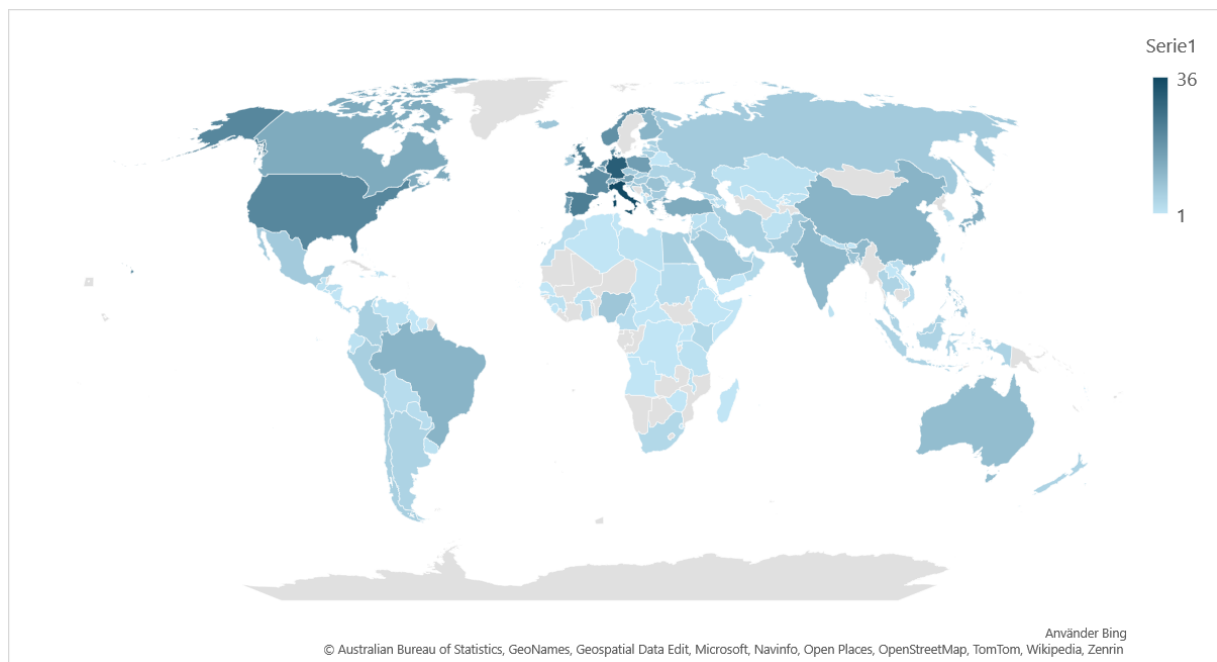 Serie1
36
1
Använder Bing
© Australian Bureau of Statistics, GeoNames, Geospatial Data Edit, Microsoft, Navinfo, Open Places, OpenStreetMap, TomTom, Wikipedia, Zenrin